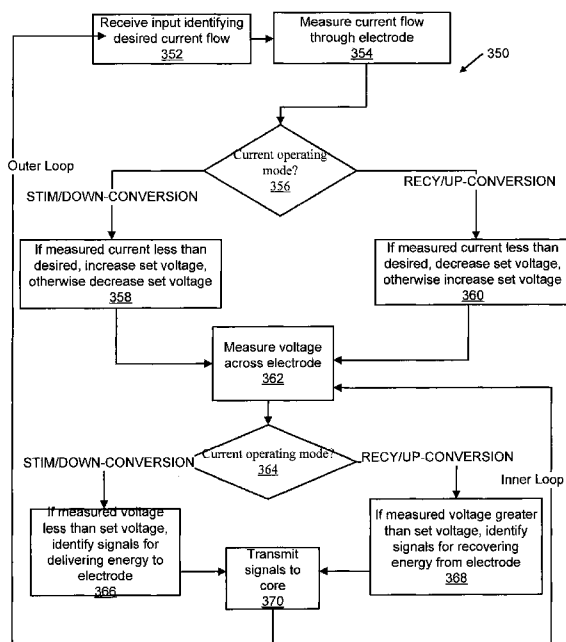 Receive input identifying
desired current flow
352
Measure current flow
through electrode
354
350
Current operating
mode?
356
Outer Loop
STIM/DOWN-CONVERSION
RECY/UP-CONVERSION
If measured current less than
desired, increase set voltage,
otherwise decrease set voltage
358
If measured current less than
desired, decrease set voltage,
otherwise increase set voltage
360
Measure voltage
across electrode
362
Current operating mode?
364
STIM/DOWN-CONVERSION
RECY/UP-CONVERSION
Inner Loop
If measured voltage
less than set voltage,
identify signals for
delivering energy to
electrode
366
If measured voltage greater
than set voltage, identify
signals for recovering
energy from electrode
368
Transmit
signals to
core
370